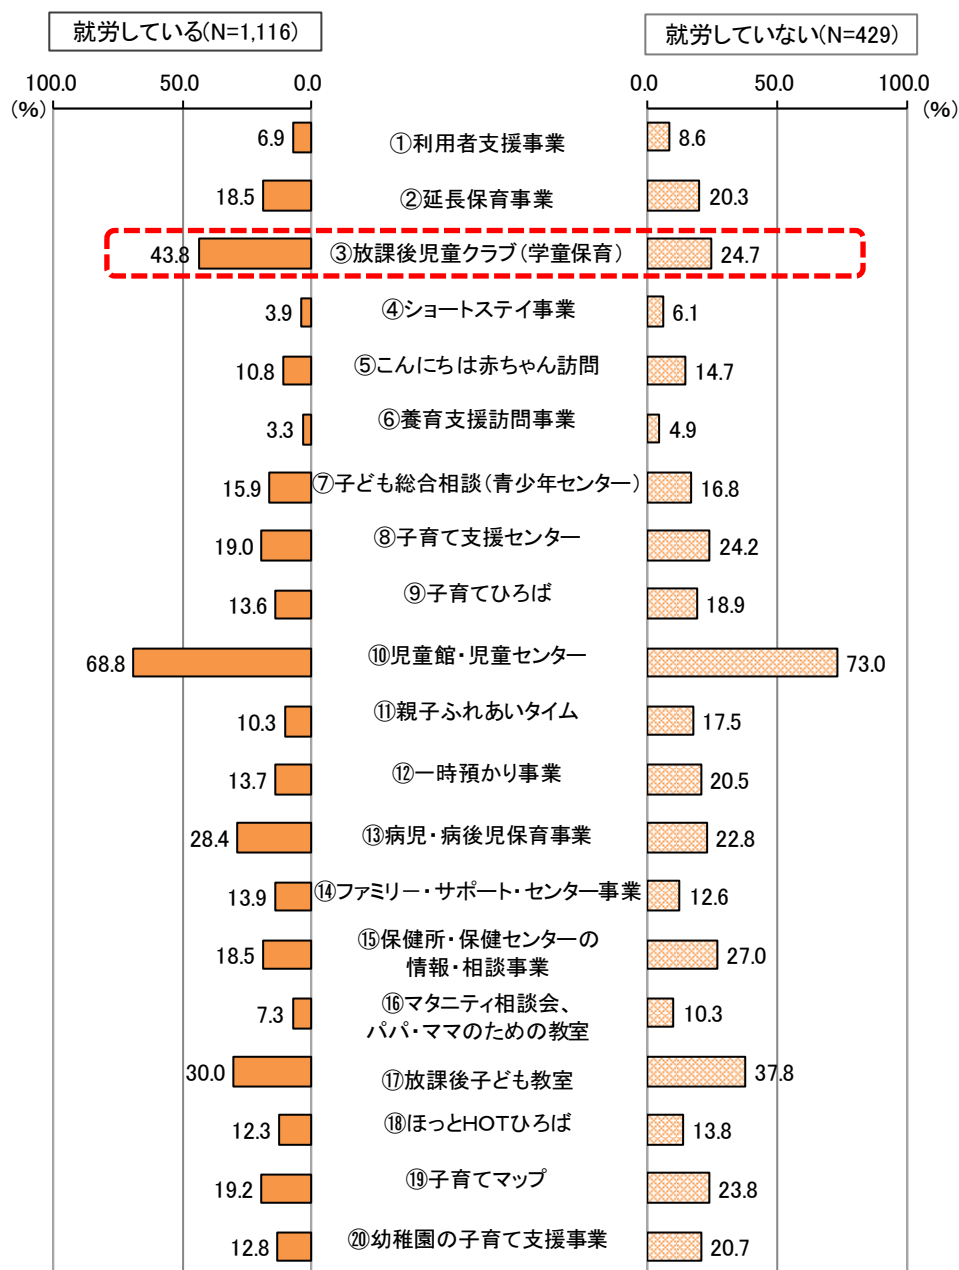 就労している(N=1,116)
就労していない(N=429)
100.0 50.0 0.0
0.0 50.0 100.0
(%)
(%)
6.9 ①利用者支援事業 8.6
18.5 ②延長保育事業 20.3
43.8 ③放課後児童クラブ(学童保育) 24.7
3.9 ④ショートステイ事業 6.1
10.8 ⑤こんにちは赤ちゃん訪問 14.7
3.3 ⑥養育支援訪問事業 4.9
15.9 ⑦子ども総合相談(青少年センター) 16.8
19.0 ⑧子育て支援センター 24.2
13.6 ⑨子育てひろば 18.9
68.8 ⑩児童館・児童センター 73.0
10.3 ⑪親子ふれあいタイム 17.5
13.7 ⑫一時預かり事業 20.5
28.4 ⑬病児・病後児保育事業 22.8
13.9 ⑭ファミリー・サポート・センター事業 12.6
18.5 ⑮保健所・保健センターの 27.0
情報・相談事業
7.3 ⑯マタニティ相談会、 10.3
パパ・ママのための教室
30.0 ⑰放課後子ども教室 37.8
12.3 ⑱ほっとHOTひろば 13.8
19.2 ⑲子育てマップ 23.8
12.8 ⑳幼稚園の子育て支援事業 20.7